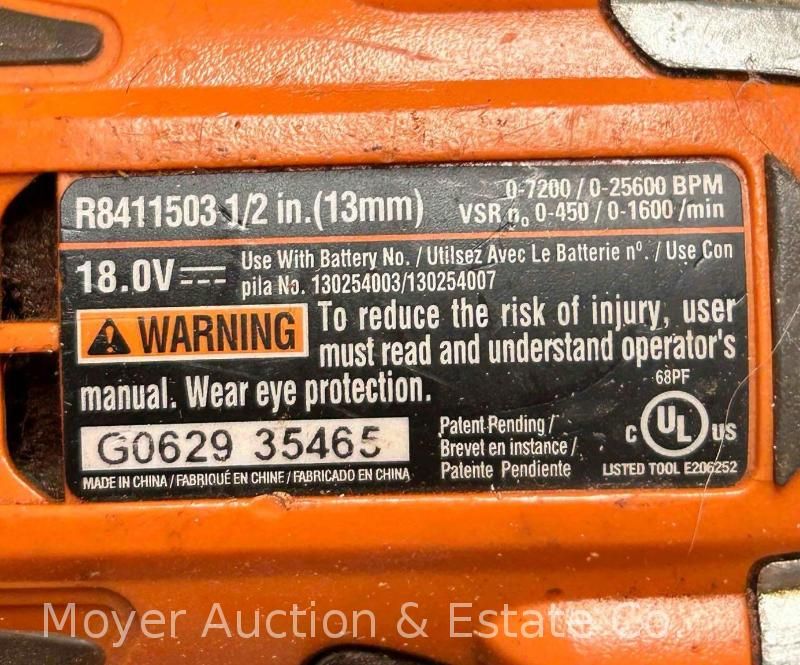 R8411503 1/2 in.(13mm)
0-7200 / 0-25600 BPM
VSR n₀ 0-450 / 0-1600 /min
18.0V
Use With Battery No. / Utilsez Avec Le Batterie nº. / Use Con
pila No. 130254003/130254007
WARNING To reduce the risk of injury, user
must read and understand operator's
manual. Wear eye protection.
G0629 35465
MADE IN CHINA / FABRIQUÉ EN CHINE / FABRICADO EN CHINA
Patent Pending /
Brevet en instance /
Patente Pendiente
68PF
C UL US
LISTED TOOL E206252
Moyer Auction & Estate Co